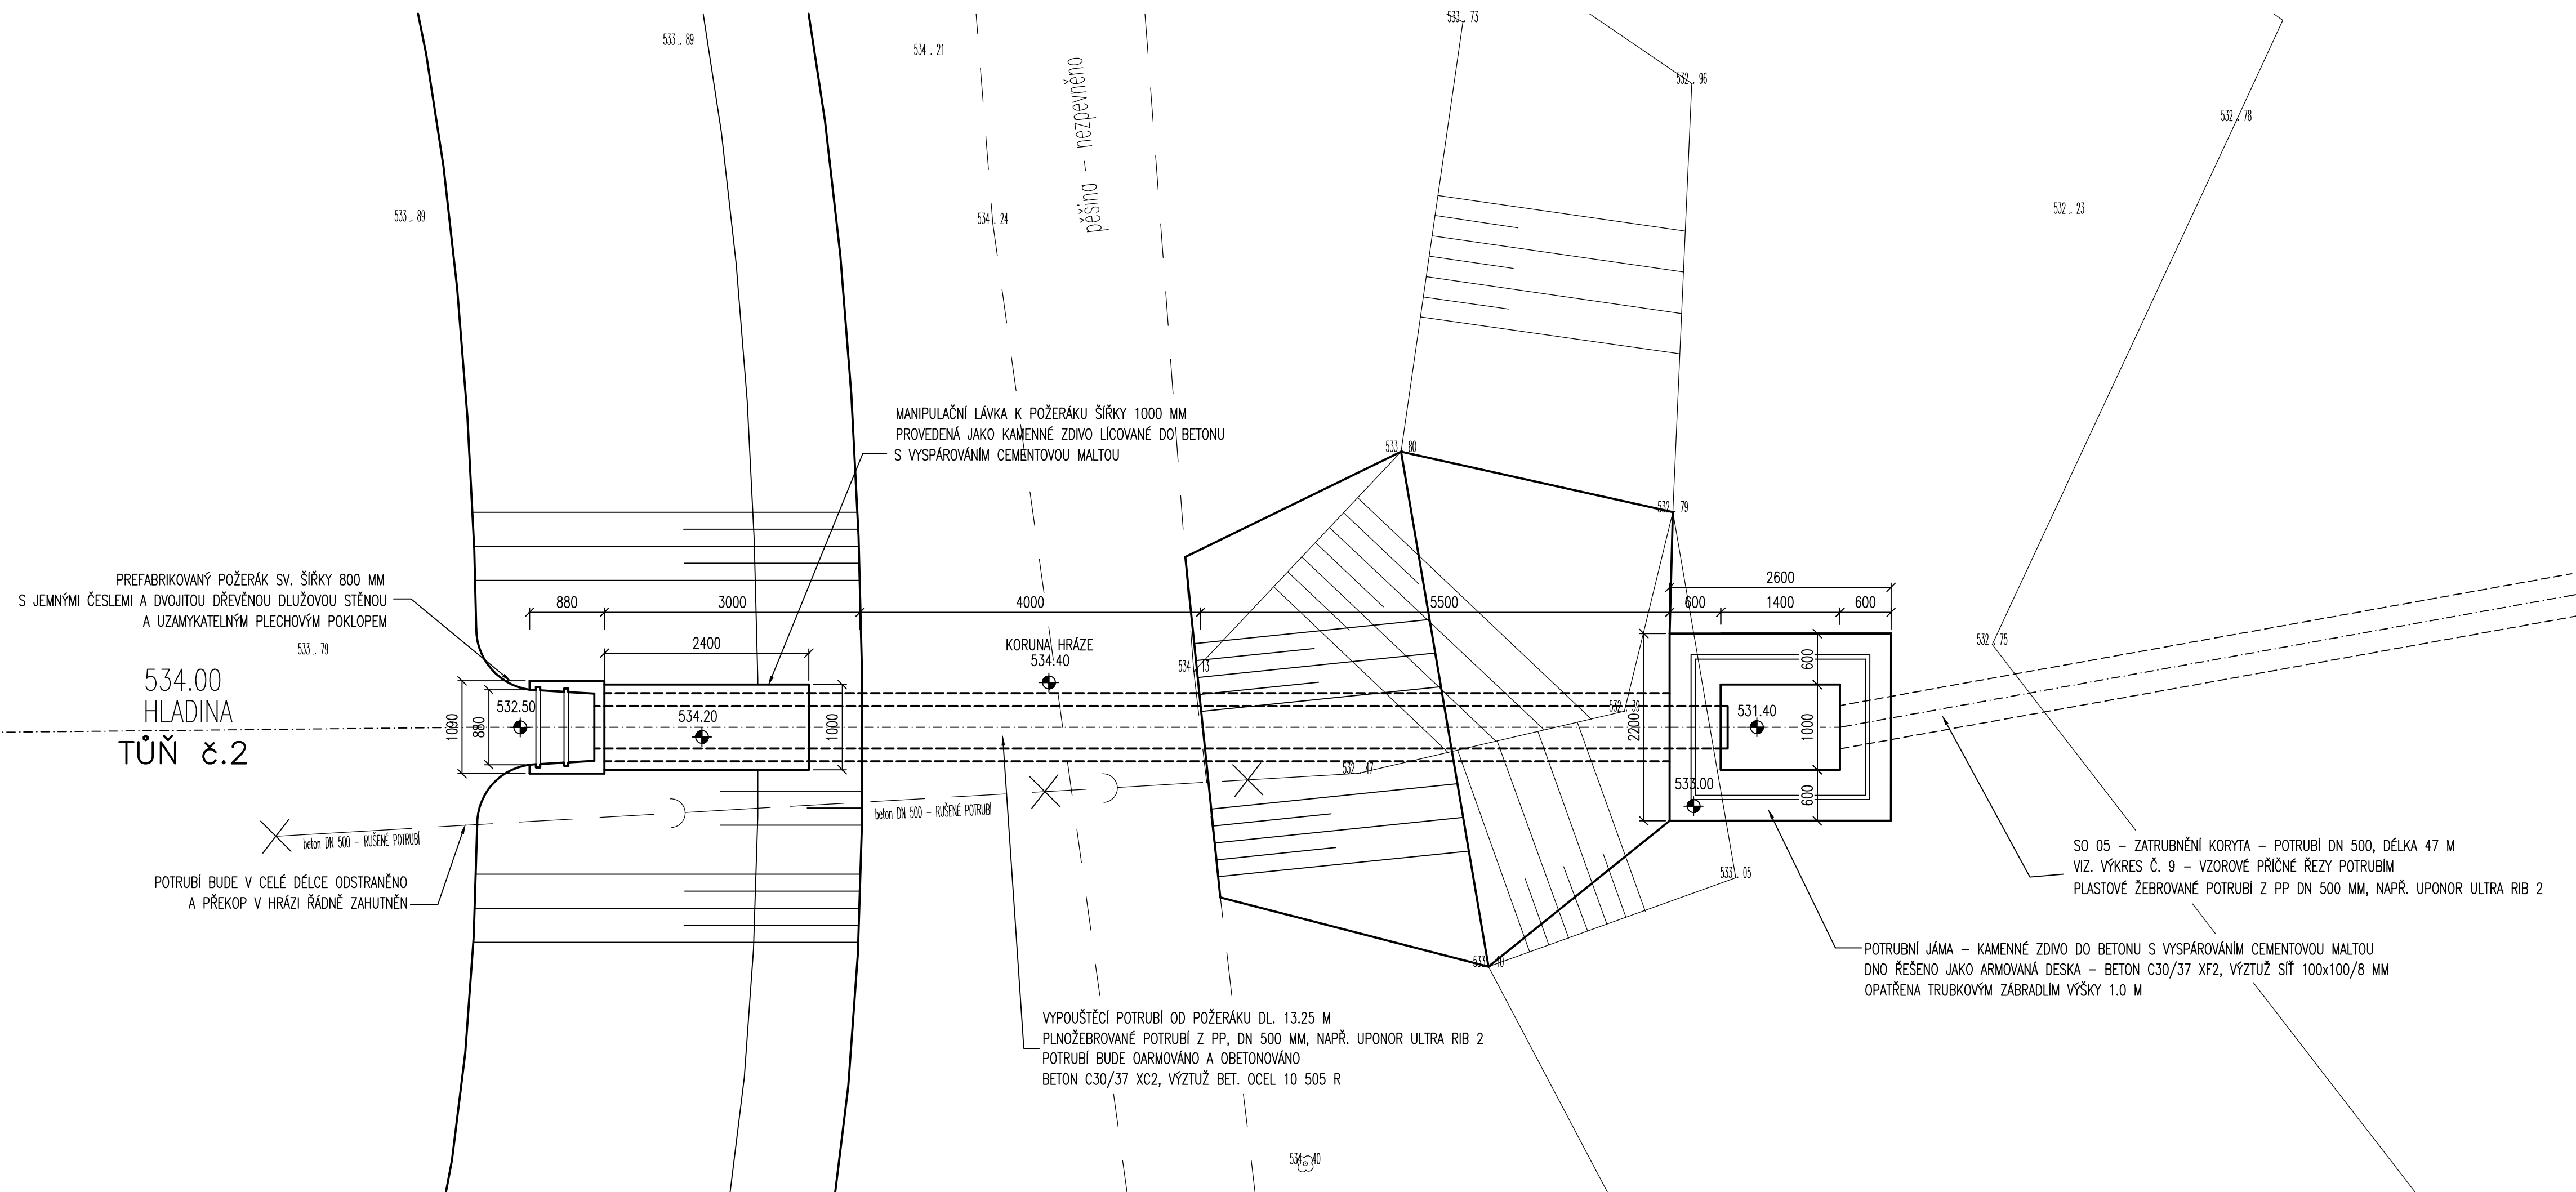 533.73
533.89
534.21
532.96
pěšina - nezpevněno
532.78
533.89
534.24
532.23
MANIPULAČNÍ LÁVKA K POŽERÁKU ŠÍŘKY 1000 MM
PROVEDENÁ JAKO KAMENNÉ ZDIVO LÍCOVANÉ DO BETONU
S VYSPÁROVÁNÍM CEMENTOVOU MALTOU
533.80
532.79
PREFABRIKOVANÝ POŽERÁK SV. ŠÍŘKY 800 MM
S JEMNÝMI ČESLEMI A DVOJITOU DŘEVĚNOU DLUŽOVOU STĚNOU
A UZAMYKATELNÝM PLECHOVÝM POKLOPEM
2600
880
3000
4000
5500
600
1400
600
533.79
2400
KORUNA HRÁZE
534.40
532.75
534.13
600
534.00
HLADINA
TŮŇ č.2
532.50
534.20
532.39
531.40
1090
880
1000
2200
1000
532.47
533.00
600
beton DN 500 - RUŠENÉ POTRUBÍ
beton DN 500 - RUŠENÉ POTRUBÍ
SO 05 – ZATRUBNĚNÍ KORYTA – POTRUBÍ DN 500, DÉLKA 47 M
VIZ. VÝKRES Č. 9 – VZOROVÉ PŘÍČNÉ ŘEZY POTRUBÍM
PLASTOVÉ ŽEBROVANÉ POTRUBÍ Z PP DN 500 MM, NAPŘ. UPONOR ULTRA RIB 2
533.05
POTRUBÍ BUDE V CELÉ DÉLCE ODSTRANĚNO
A PŘEKOP V HRÁZI ŘÁDNĚ ZAHUTNĚN
POTRUBNÍ JÁMA – KAMENNÉ ZDIVO DO BETONU S VYSPÁROVÁNÍM CEMENTOVOU MALTOU
DNO ŘEŠENO JAKO ARMOVANÁ DESKA – BETON C30/37 XF2, VÝZTUŽ SÍŤ 100x100/8 MM
OPATŘENA TRUBKOVÝM ZÁBRADLÍM VÝŠKY 1.0 M
533.10
VYPOUŠTĚCÍ POTRUBÍ OD POŽERÁKU DL. 13.25 M
PLNOŽEBROVANÉ POTRUBÍ Z PP, DN 500 MM, NAPŘ. UPONOR ULTRA RIB 2
POTRUBÍ BUDE OARMOVÁNO A OBETONOVÁNO
BETON C30/37 XC2, VÝZTUŽ BET. OCEL 10 505 R
534.40